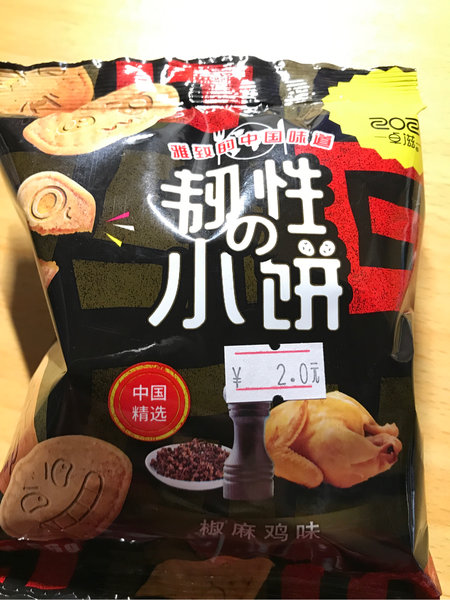 雅致的中国味道
韧性
の
小饼
¥ 2.0元
中国
精选
椒麻鸡味